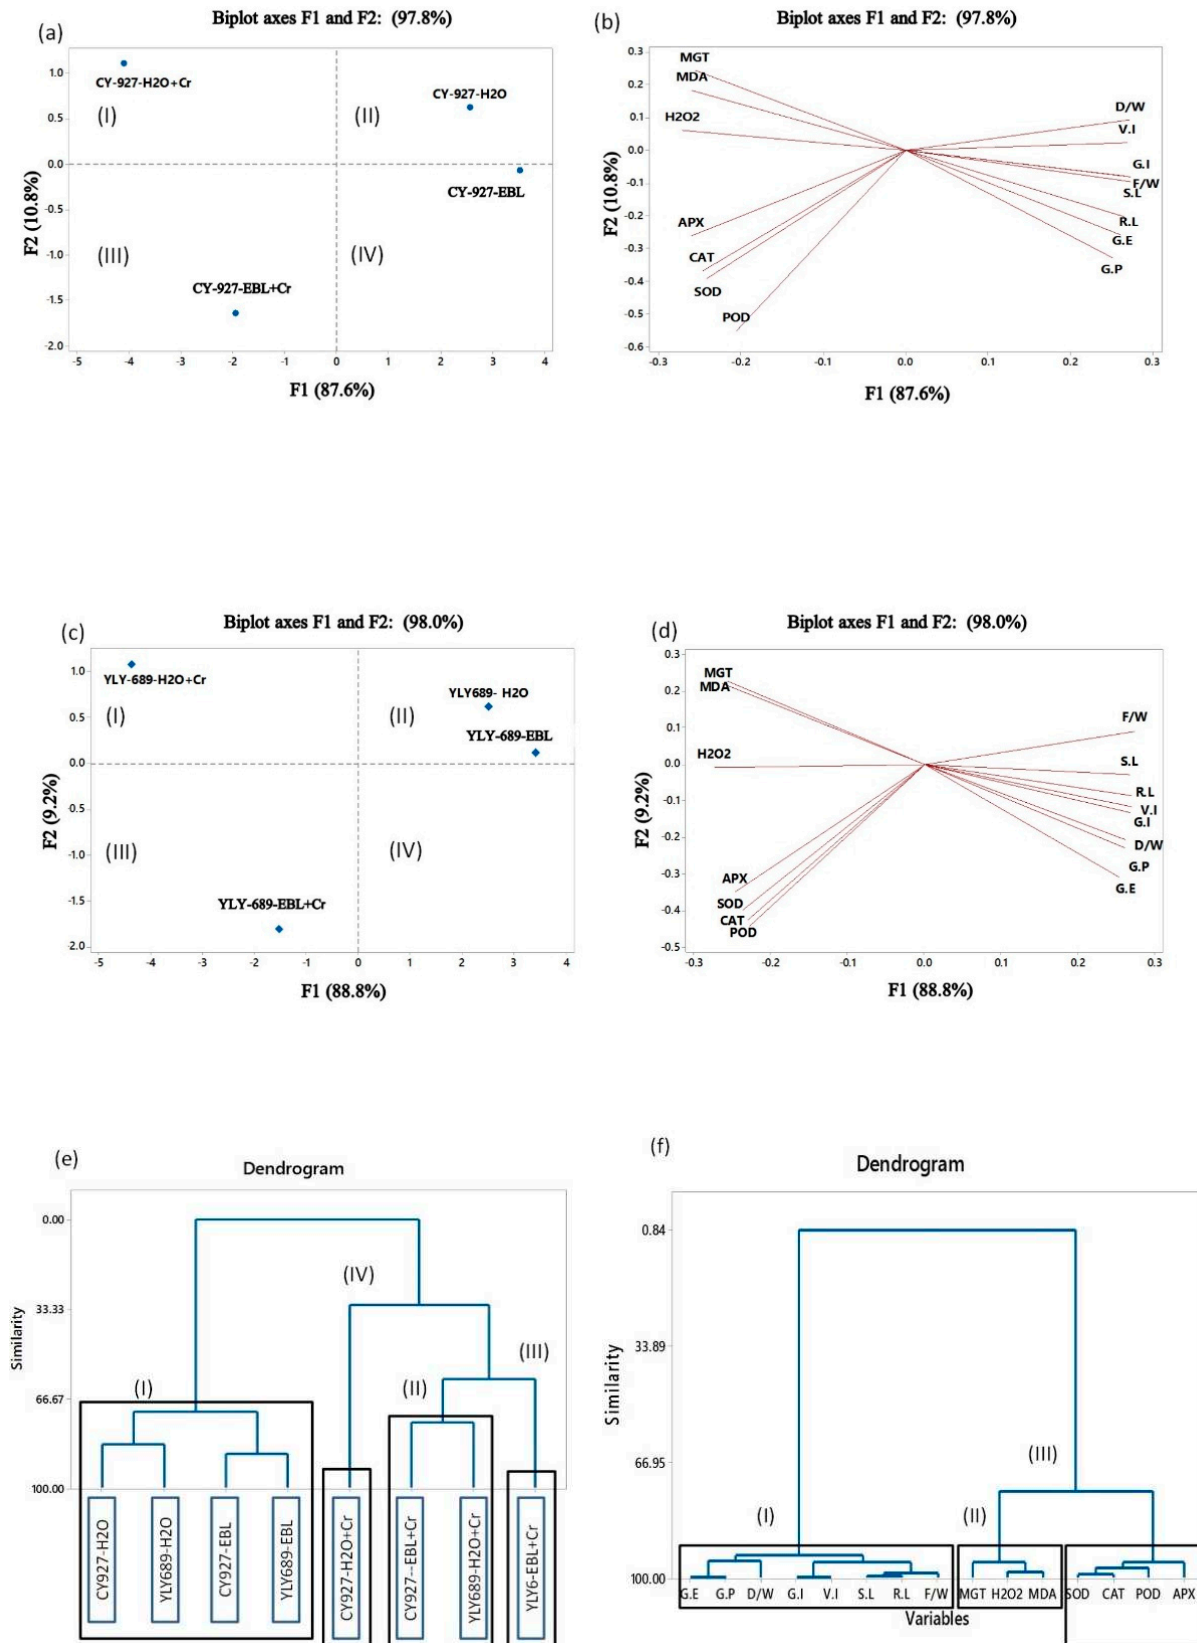 (a)
Biplot axes F1 and F2: (97.8%)
CY-927-H2O+Cr
CY-927-H2O
(I)
(II)
CY-927-EBL
(III)
(IV)
CY-927-EBL+Cr
1.0
0.5
0.0
-0.5
-1.0
-1.5
-2.0
F2 (10.8%)
-5 -4 -3 -2 -1 0 1 2 3 4
F1 (87.6%)
(b)
Biplot axes F1 and F2: (97.8%)
MGT
MDA
H2O2
D/W
V.I
G.I
F/W
S.L
R.L
G.E
G.P
APX
CAT
SOD
POD
0.3
0.2
0.1
0.0
-0.1
-0.2
-0.3
-0.4
-0.5
-0.6
F2 (10.8%)
-0.3 -0.2 -0.1 0.0 0.1 0.2 0.3
F1 (87.6%)
(c)
Biplot axes F1 and F2: (98.0%)
YLY-689-H2O+Cr
YLY689- H2O
(I)
(II)
YLY-689-EBL
(III)
(IV)
YLY-689-EBL+Cr
1.0
0.5
0.0
-0.5
-1.0
-1.5
-2.0
F2 (9.2%)
-5 -4 -3 -2 -1 0 1 2 3 4
F1 (88.8%)
(d)
Biplot axes F1 and F2: (98.0%)
MGT
MDA
H2O2
F/W
S.L
R.L
V.I
G.I
D/W
G.P
G.E
APX
SOD
CAT
POD
0.3
0.2
0.1
0.0
-0.1
-0.2
-0.3
-0.4
-0.5
F2 (9.2%)
-0.3 -0.2 -0.1 0.0 0.1 0.2 0.3
F1 (88.8%)
(e)
Dendrogram
0.00
33.33
66.67
100.00
Similarity
(IV)
(III)
(I)
(II)
CY927-H2O
YLY689-H2O
CY927-EBL
YLY689-EBL
CY927-H2O+Cr
CY927--EBL+Cr
YLY689-H2O+Cr
YLY6-EBL+Cr
(f)
Dendrogram
0.84
33.89
66.95
100.00
Similarity
(III)
(I)
(II)
G.E G.P D/W G.I V.I S.L R.L F/W MGT H2O2 MDA SOD CAT POD APX
Variables